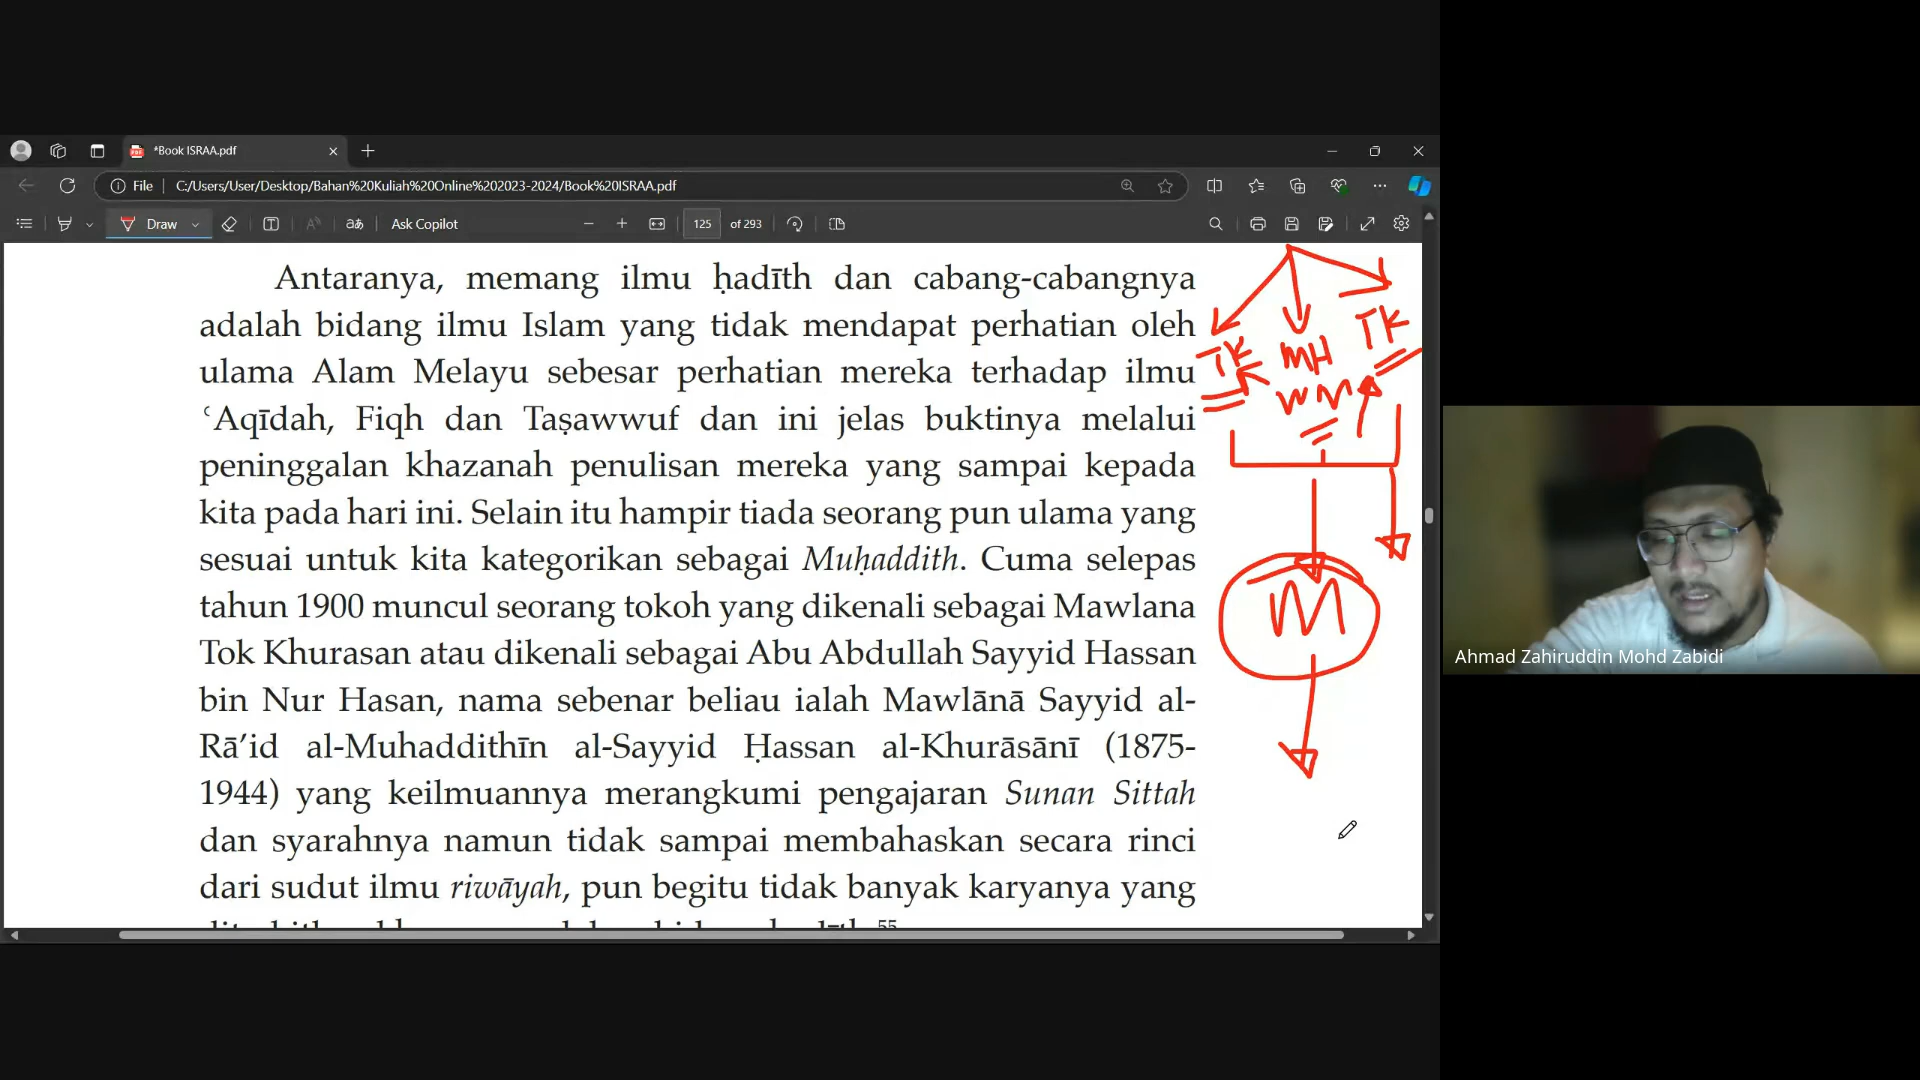 *Book ISRAA.pdf
File
C:/Users/User/Desktop/Bahan%20Kuliah%20Online%202023-2024/Book%20ISRAA.pdf
Draw
aあ
Ask Copilot
125 of 293
Antaranya, memang ilmu ḥadīth dan cabang-cabangnya
adalah bidang ilmu Islam yang tidak mendapat perhatian oleh
ulama Alam Melayu sebesar perhatian mereka terhadap ilmu
ʿAqīdah, Fiqh dan Taṣawwuf dan ini jelas buktinya melalui
peninggalan khazanah penulisan mereka yang sampai kepada
kita pada hari ini. Selain itu hampir tiada seorang pun ulama yang
sesuai untuk kita kategorikan sebagai Muḥaddith. Cuma selepas
tahun 1900 muncul seorang tokoh yang dikenali sebagai Mawlana
Tok Khurasan atau dikenali sebagai Abu Abdullah Sayyid Hassan
bin Nur Hasan, nama sebenar beliau ialah Mawlānā Sayyid al-
Rā’id al-Muhaddithīn al-Sayyid Ḥassan al-Khurāsānī (1875-
1944) yang keilmuannya merangkumi pengajaran Sunan Sittah
dan syarahnya namun tidak sampai membahaskan secara rinci
dari sudut ilmu riwāyah, pun begitu tidak banyak karyanya yang
55
TK
MH
WM
TK
M
Ahmad Zahiruddin Mohd Zabidi